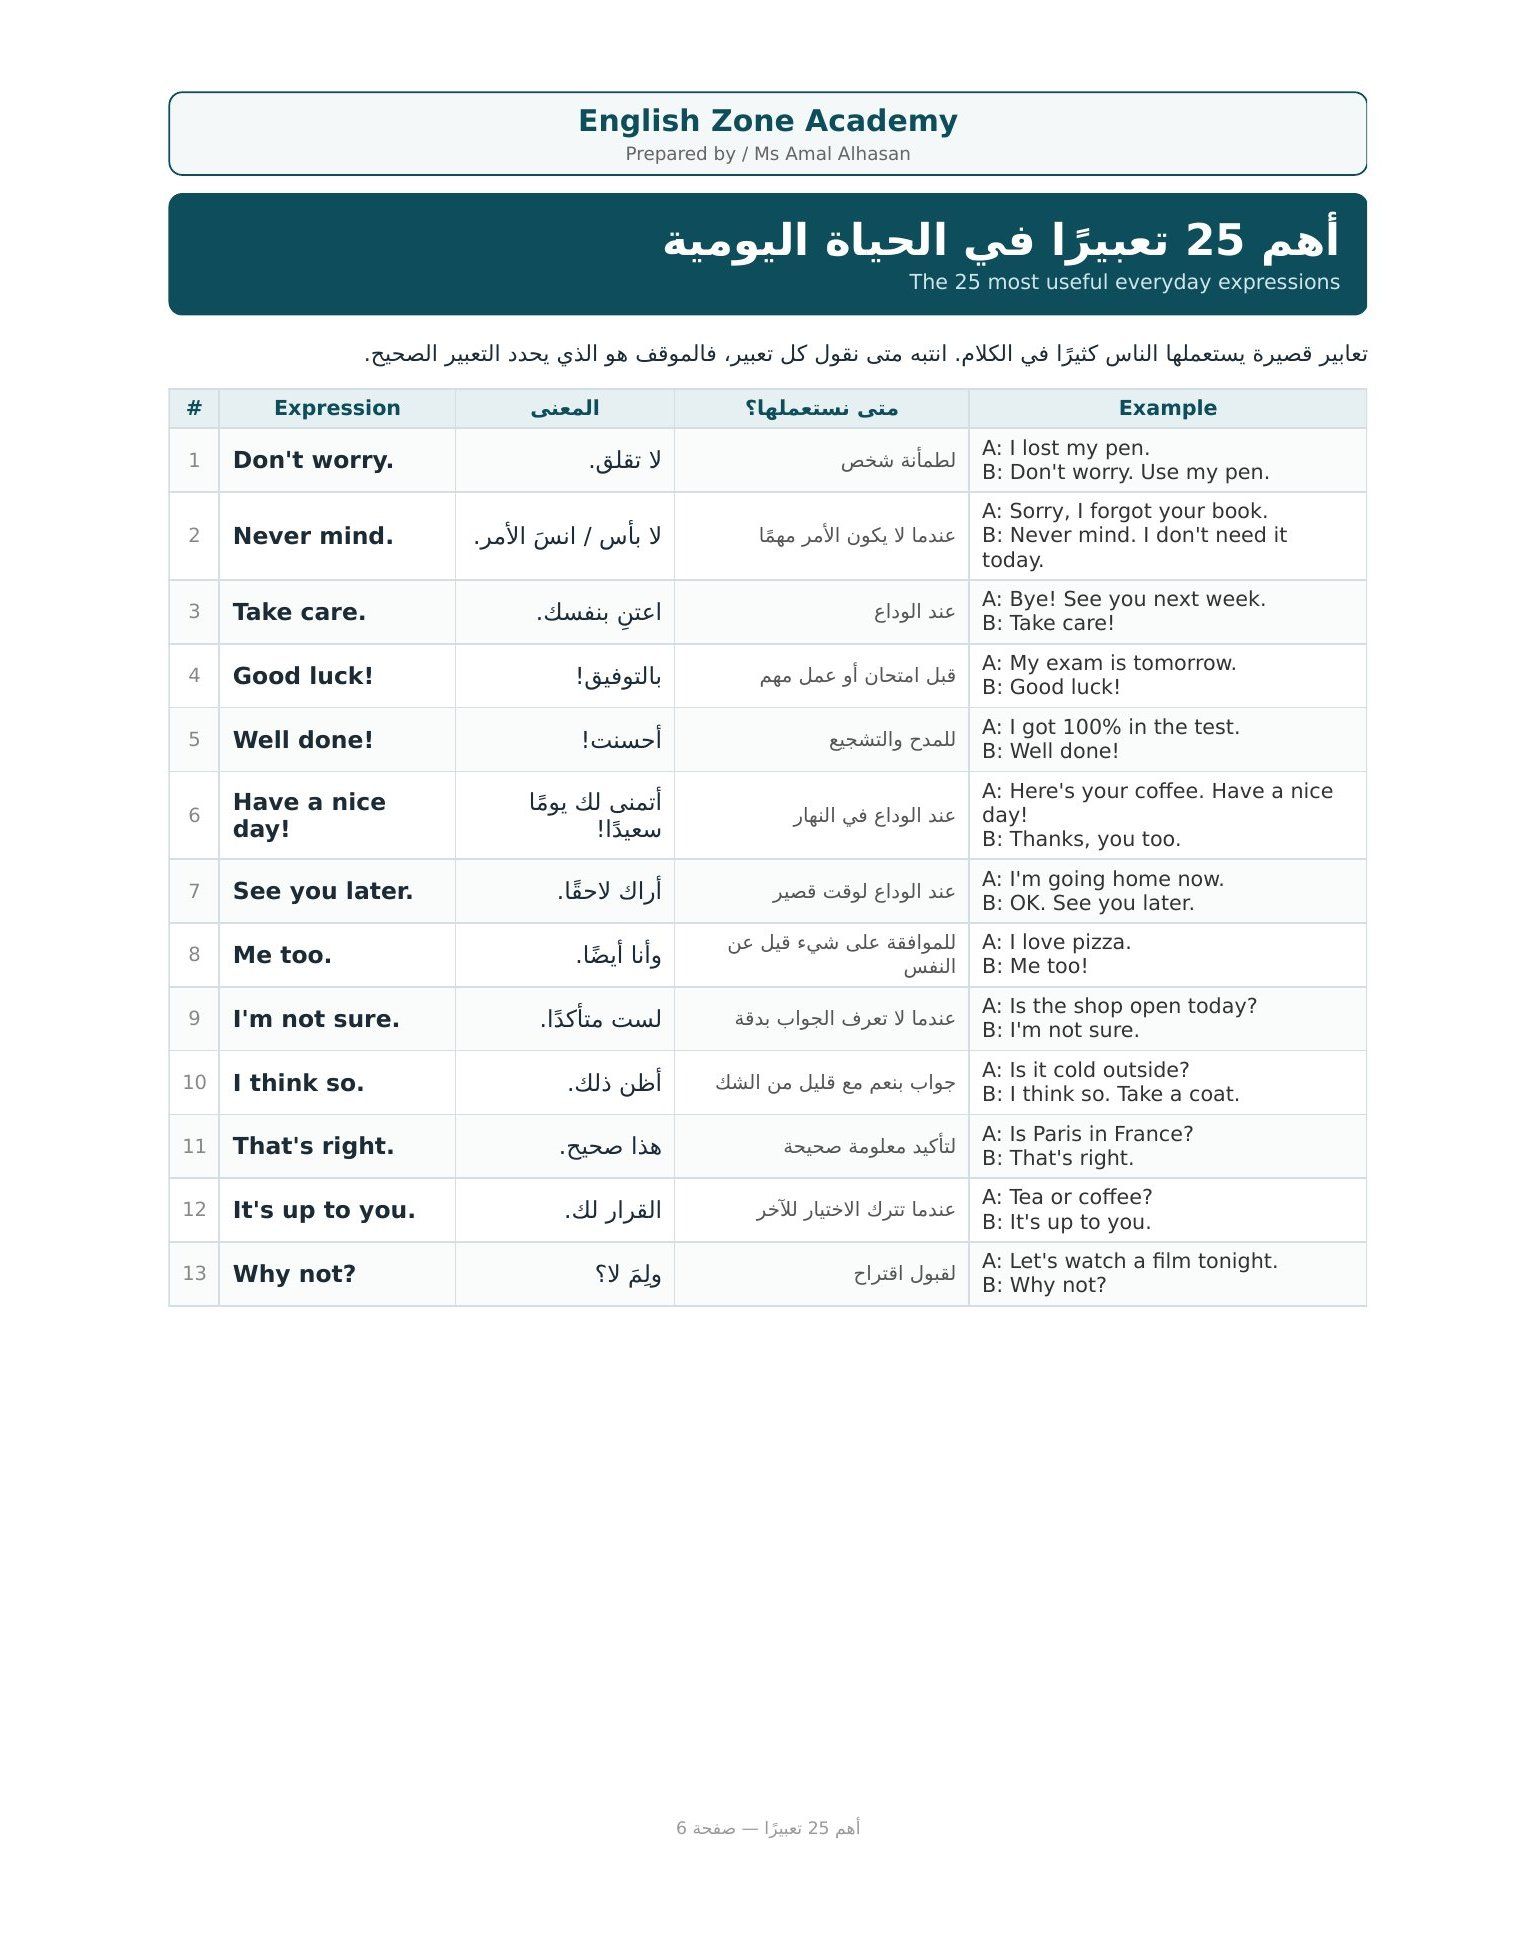 English Zone Academy
Prepared by / Ms Amal Alhasan
أهم 25 تعبيرًا في الحياة اليومية
The 25 most useful everyday expressions
تعابير قصيرة يستعملها الناس كثيرًا في الكلام. انتبه متى نقول كل تعبير، فالموقف هو الذي يحدد التعبير الصحيح.
# Expression المعنى متى نستعملها؟ Example
1 Don't worry. لا تقلق. لطمأنة شخص A: I lost my pen.
B: Don't worry. Use my pen.
2 Never mind. لا بأس / انسَ الأمر. عندما لا يكون الأمر مهمًا A: Sorry, I forgot your book.
B: Never mind. I don't need it
today.
3 Take care. اعتنِ بنفسك. عند الوداع A: Bye! See you next week.
B: Take care!
4 Good luck! بالتوفيق! قبل امتحان أو عمل مهم A: My exam is tomorrow.
B: Good luck!
5 Well done! أحسنت! للمدح والتشجيع A: I got 100% in the test.
B: Well done!
6 Have a nice
day! أتمنى لك يومًا
سعيدًا! عند الوداع في النهار A: Here's your coffee. Have a nice
day!
B: Thanks, you too.
7 See you later. أراك لاحقًا. عند الوداع لوقت قصير A: I'm going home now.
B: OK. See you later.
8 Me too. وأنا أيضًا. للموافقة على شيء قيل عن
النفس A: I love pizza.
B: Me too!
9 I'm not sure. لست متأكدًا. عندما لا تعرف الجواب بدقة A: Is the shop open today?
B: I'm not sure.
10 I think so. أظن ذلك. جواب بنعم مع قليل من الشك A: Is it cold outside?
B: I think so. Take a coat.
11 That's right. هذا صحيح. لتأكيد معلومة صحيحة A: Is Paris in France?
B: That's right.
12 It's up to you. القرار لك. عندما تترك الاختيار للآخر A: Tea or coffee?
B: It's up to you.
13 Why not? ولِمَ لا؟ لقبول اقتراح A: Let's watch a film tonight.
B: Why not?
أهم 25 تعبيرًا — صفحة 6